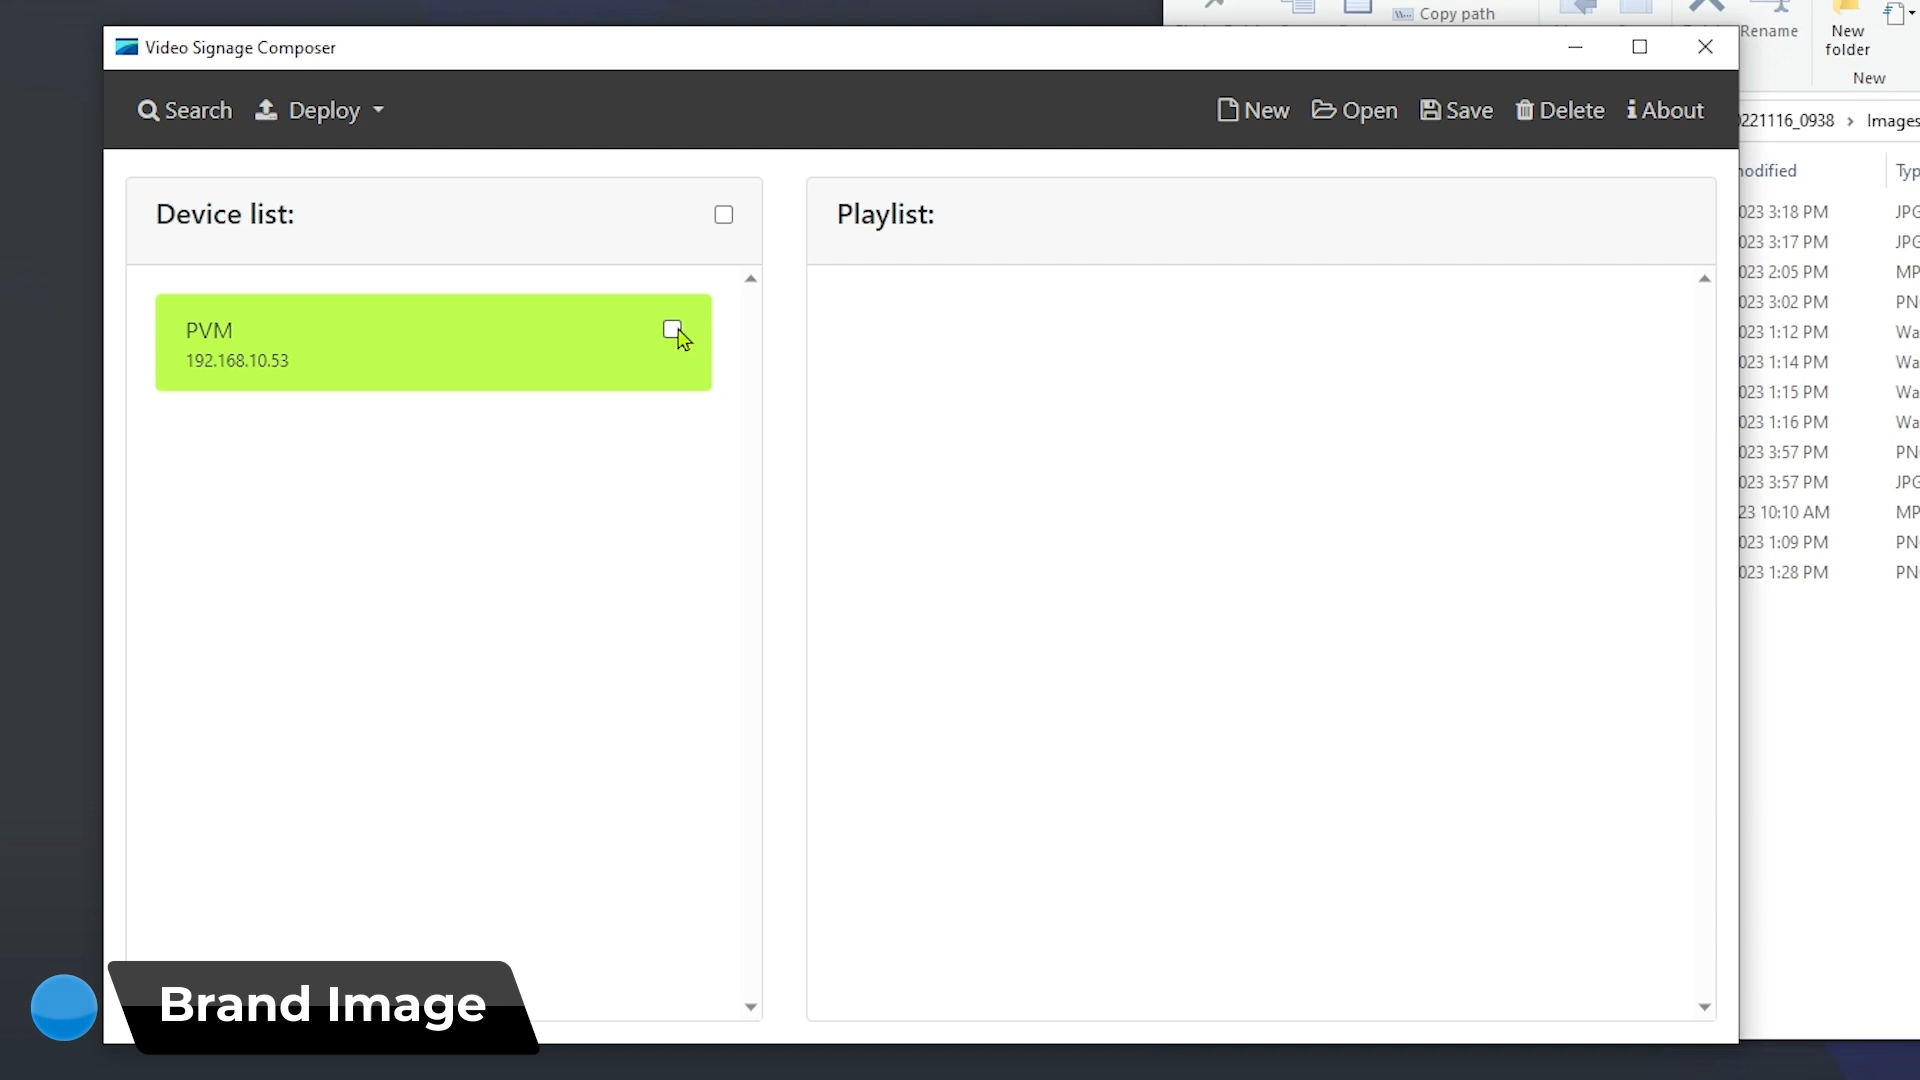 Copy path
Rename
New
folder
New
Video Signage Composer
Search
Deploy
New
Open
Save
Delete
About
221116_0938 > Images
Device list:
Playlist:
PVM
192.168.10.53
odified
Typ
023 3:18 PM JPG
023 3:17 PM JPG
023 2:05 PM MP
023 3:02 PM PN
023 1:12 PM Wa
023 1:14 PM Wa
023 1:15 PM Wa
023 1:16 PM Wa
023 3:57 PM PN
023 3:57 PM JPG
23 10:10 AM MP
023 1:09 PM PN
023 1:28 PM PN
Brand Image